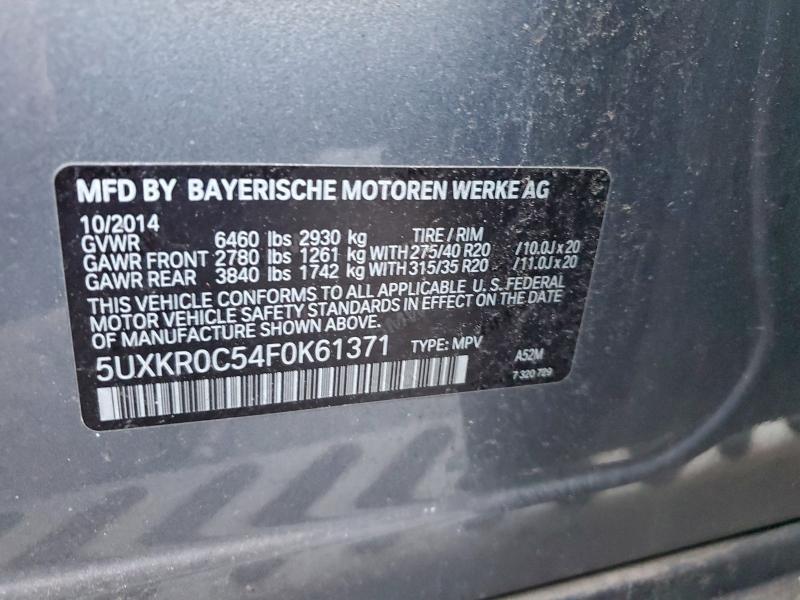 MFD BY BAYERISCHE MOTOREN WERKE AG
10/2014
GVWR 6460 lbs 2930 kg TIRE / RIM
GAWR FRONT 2780 lbs 1261 kg WITH 275/40 R20 /10.0J x 20
GAWR REAR 3840 lbs 1742 kg WITH 315/35 R20 /11.0J x 20
THIS VEHICLE CONFORMS TO ALL APPLICABLE U.S. FEDERAL
MOTOR VEHICLE SAFETY STANDARDS IN EFFECT ON THE DATE
OF MANUFACTURE SHOWN ABOVE.
5UXKR0C54F0K61371 TYPE: MPV A52M
7 320 789